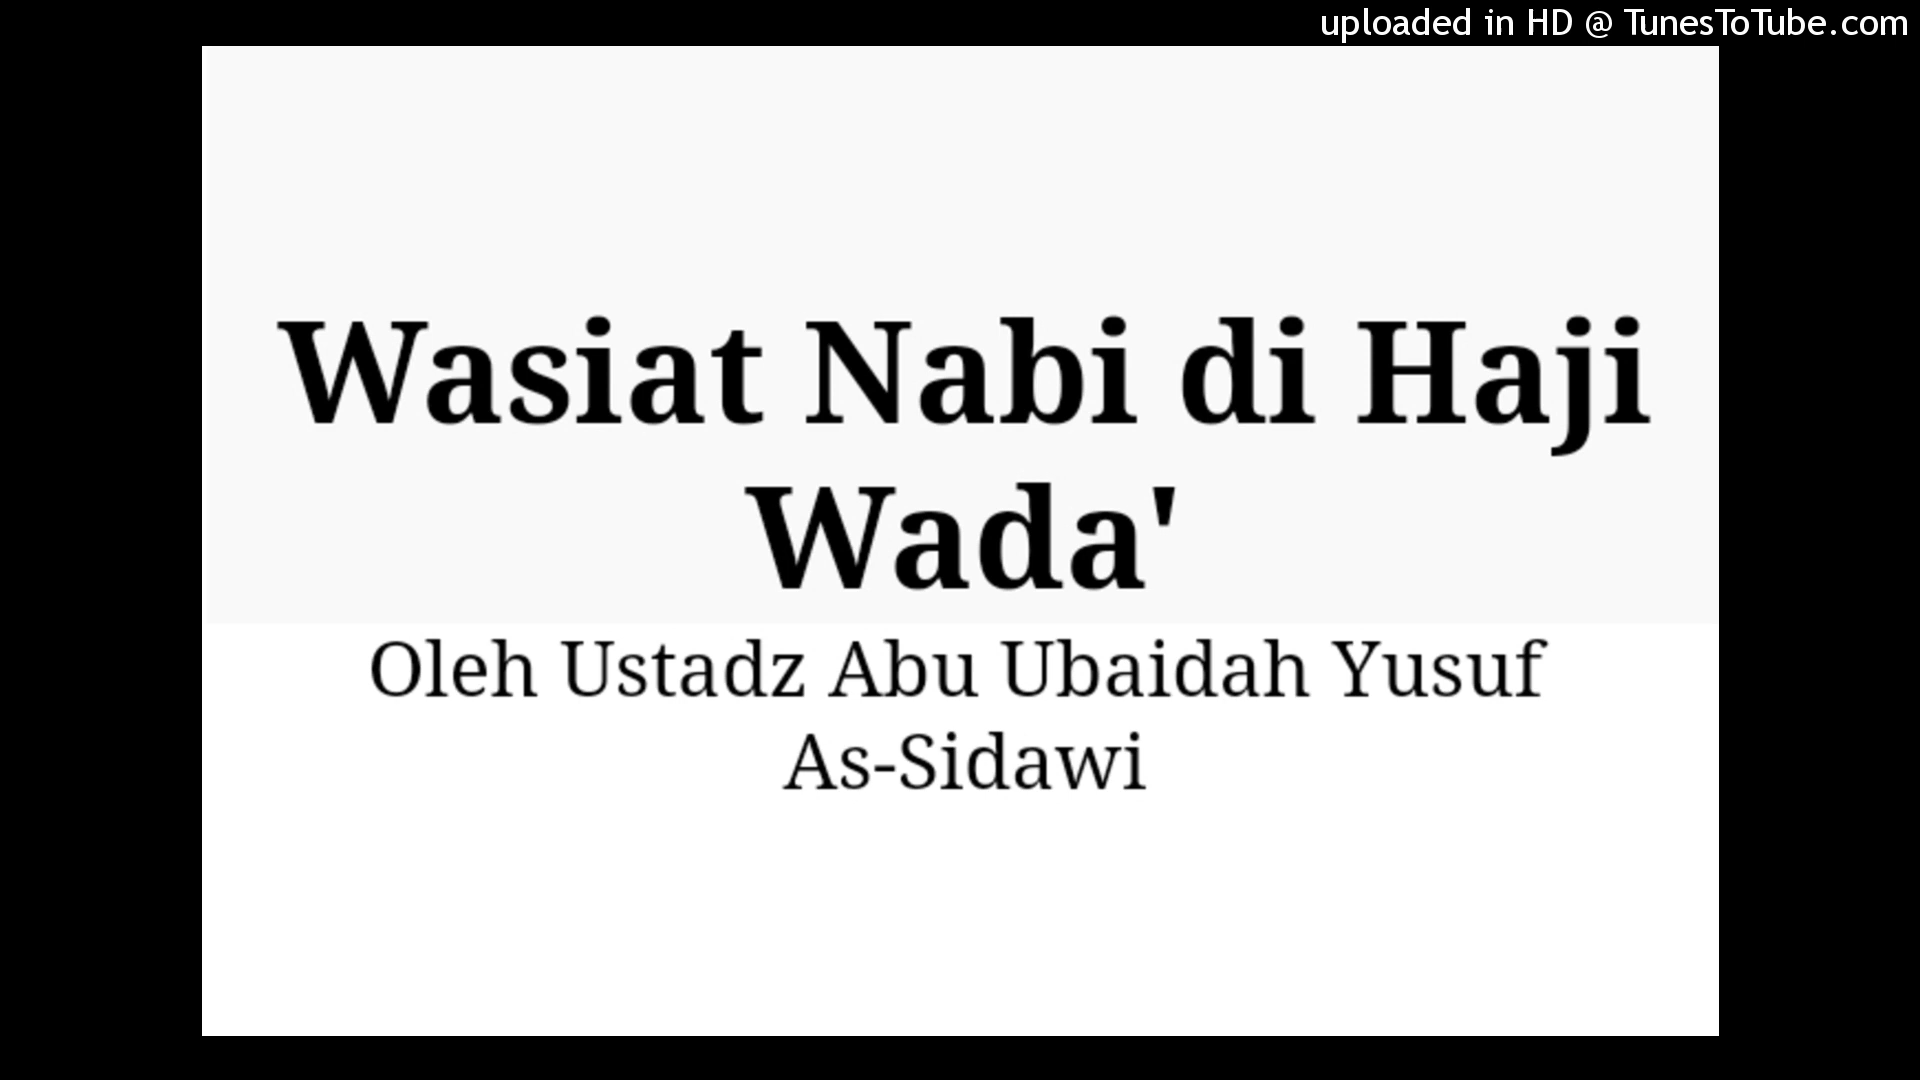 uploaded in HD @ TunesToTube.com
Wasiat Nabi di Haji
Wada'
Oleh Ustadz Abu Ubaidah Yusuf
As-Sidawi